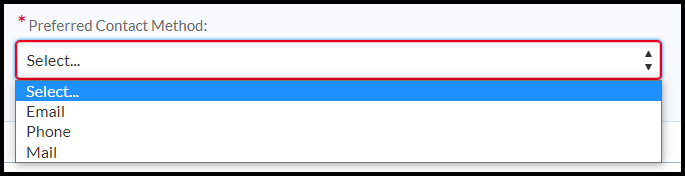 * Preferred Contact Method:
Select...
Select...
Email
Phone
Mail